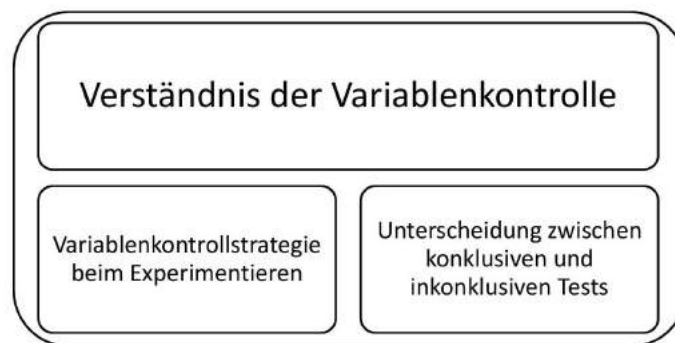 Verständnis der Variablenkontrolle
Variablenkontrollstrategie
beim Experimentieren
Unterscheidung zwischen
konklusiven und
inkonklusiven Tests